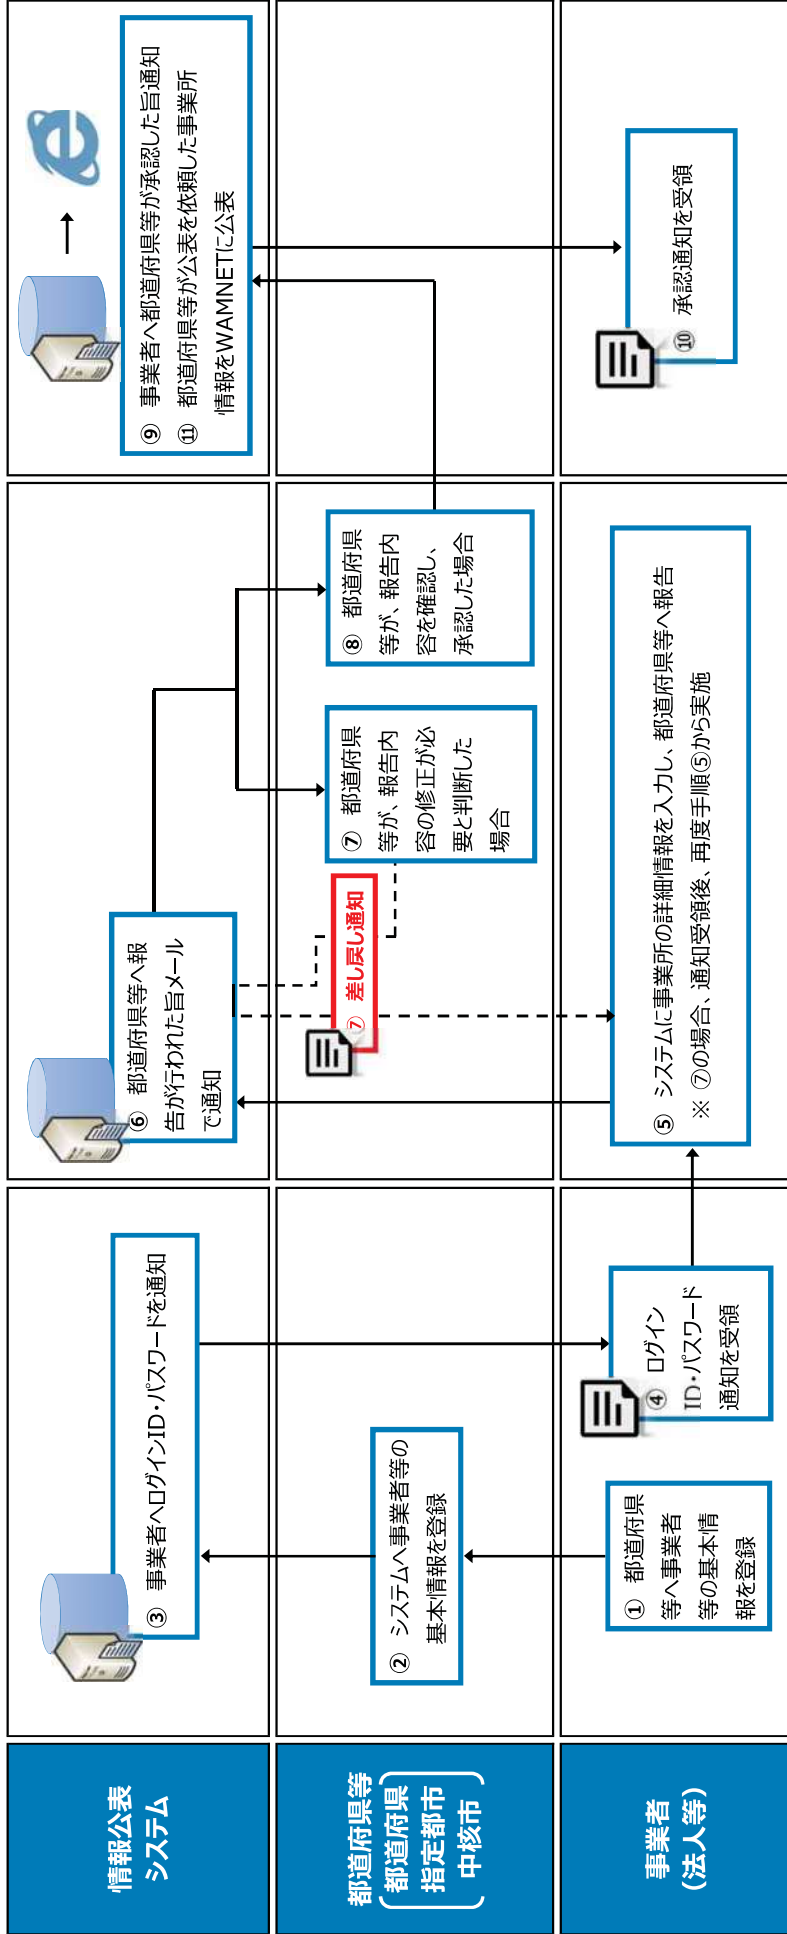 情報公表
システム
都道府県等
都道府県
指定都市
中核市
事業者
(法人等)
① 都道府県
等へ事業者
等の基本情
報を登録
② システムへ事業者等の
基本情報を登録
③ 事業者へログインID・パスワードを通知
④ ログイン
ID・パスワード
通知を受領
⑤ システムに事業所の詳細情報を入力し、都道府県等へ報告
※ ⑦の場合、通知受領後、再度手順⑤から実施
⑥ 都道府県等へ報
告が行われた旨メール
で通知
⑦ 差し戻し通知
⑦ 都道府県
等が、報告内
容の修正が必
要と判断した
場合
⑧ 都道府県
等が、報告内
容を確認し、
承認した場合
⑨ 事業者へ都道府県等が承認した旨通知
⑪ 都道府県等が公表を依頼した事業所
情報をWAMNETに公表
⑩ 承認通知を受領